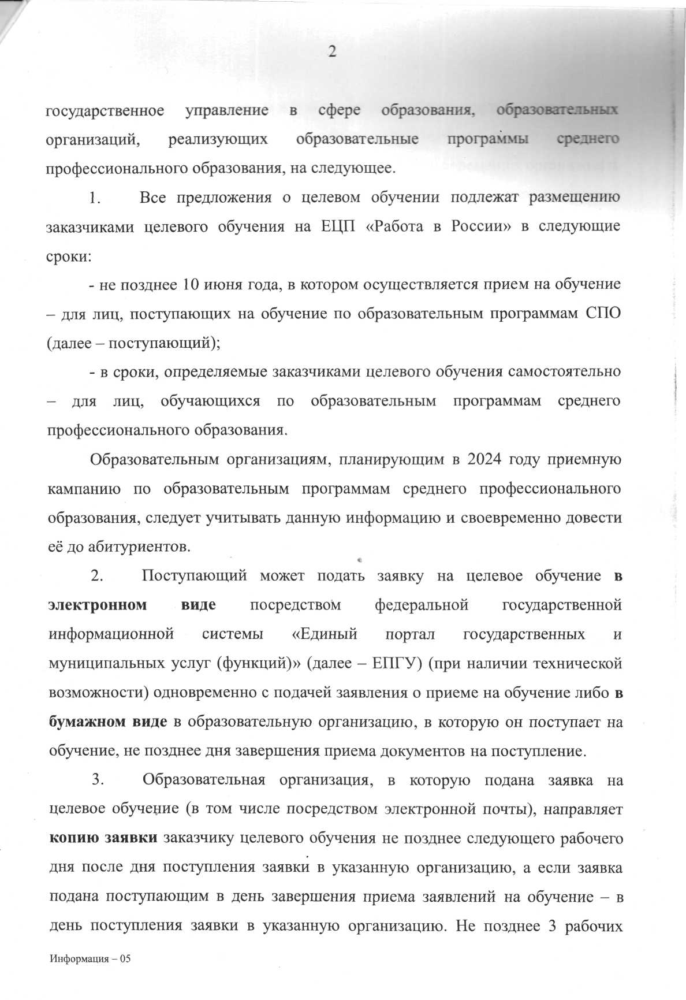 2
государственное управление в сфере образования, образовательных
организаций, реализующих образовательные программы среднего
профессионального образования, на следующее.
1. Все предложения о целевом обучении подлежат размещению
заказчиками целевого обучения на ЕЦП «Работа в России» в следующие
сроки:
- не позднее 10 июня года, в котором осуществляется прием на обучение
– для лиц, поступающих на обучение по образовательным программам СПО
(далее – поступающий);
- в сроки, определяемые заказчиками целевого обучения самостоятельно
– для лиц, обучающихся по образовательным программам среднего
профессионального образования.
Образовательным организациям, планирующим в 2024 году приемную
кампанию по образовательным программам среднего профессионального
образования, следует учитывать данную информацию и своевременно довести
её до абитуриентов.
2. Поступающий может подать заявку на целевое обучение в
электронном виде посредством федеральной государственной
информационной системы «Единый портал государственных и
муниципальных услуг (функций)» (далее – ЕПГУ) (при наличии технической
возможности) одновременно с подачей заявления о приеме на обучение либо в
бумажном виде в образовательную организацию, в которую он поступает на
обучение, не позднее дня завершения приема документов на поступление.
3. Образовательная организация, в которую подана заявка на
целевое обучение (в том числе посредством электронной почты), направляет
копию заявки заказчику целевого обучения не позднее следующего рабочего
дня после дня поступления заявки в указанную организацию, а если заявка
подана поступающим в день завершения приема заявлений на обучение – в
день поступления заявки в указанную организацию. Не позднее 3 рабочих
Информация – 05